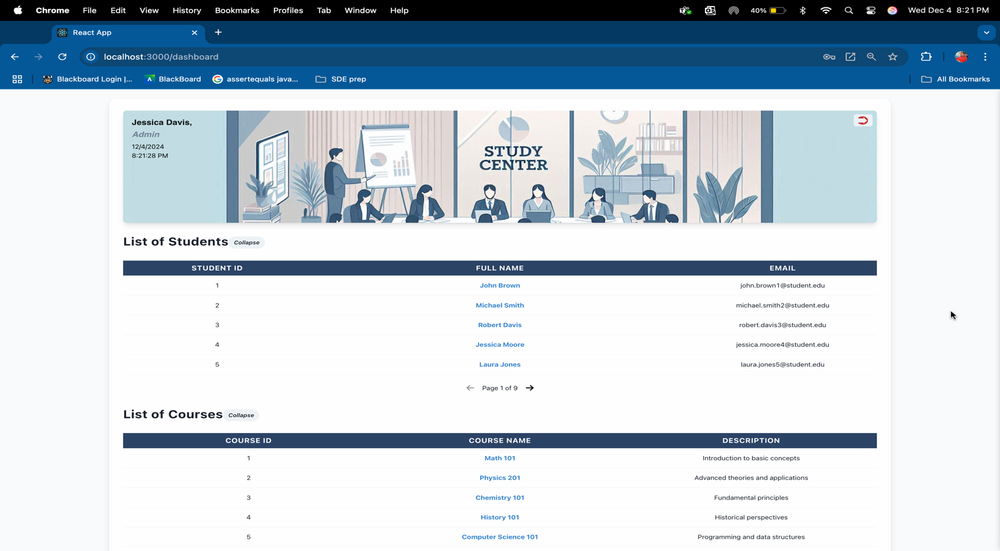 Chrome File Edit View History Bookmarks Profiles Tab Window Help 40% Wed Dec 4 8:21 PM
React App
localhost:3000/dashboard
Blackboard Login |... BlackBoard assertequals java... SDE prep All Bookmarks
Jessica Davis,
Admin
12/4/2024
8:21:28 PM
STUDY
CENTER
List of Students Collapse
STUDENT ID FULL NAME EMAIL
1 John Brown john.brown1@student.edu
2 Michael Smith michael.smith2@student.edu
3 Robert Davis robert.davis3@student.edu
4 Jessica Moore jessica.moore4@student.edu
5 Laura Jones laura.jones5@student.edu
Page 1 of 9
List of Courses Collapse
COURSE ID COURSE NAME DESCRIPTION
1 Math 101 Introduction to basic concepts
2 Physics 201 Advanced theories and applications
3 Chemistry 101 Fundamental principles
4 History 101 Historical perspectives
5 Computer Science 101 Programming and data structures